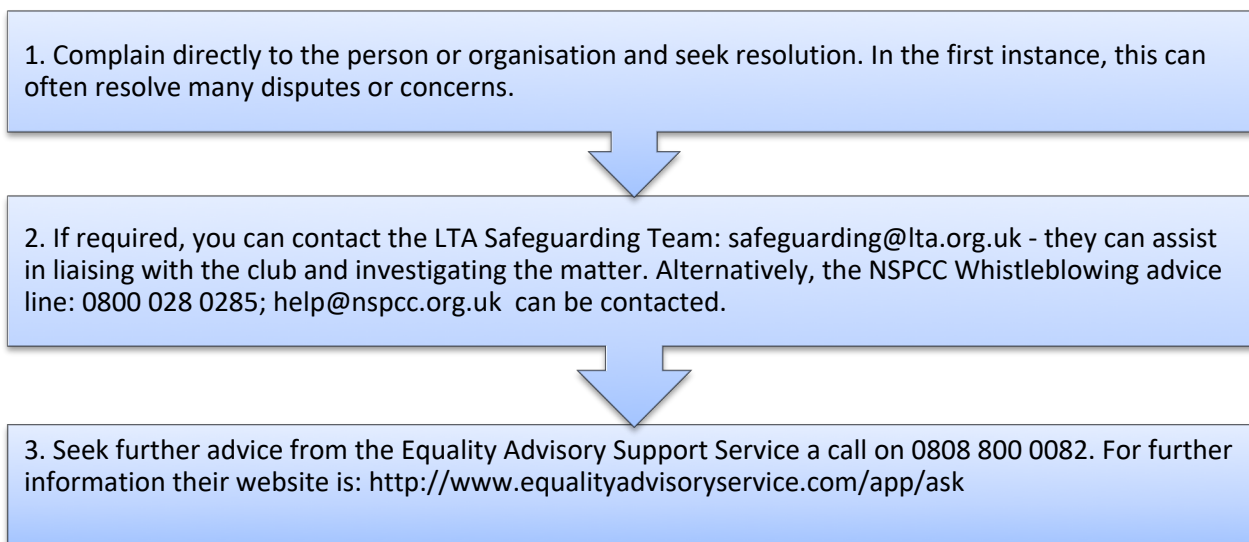 1. Complain directly to the person or organisation and seek resolution. In the first instance, this can
often resolve many disputes or concerns.
2. If required, you can contact the LTA Safeguarding Team: safeguarding@lta.org.uk - they can assist
in liaising with the club and investigating the matter. Alternatively, the NSPCC Whistleblowing advice
line: 0800 028 0285; help@nspcc.org.uk  can be contacted.
3. Seek further advice from the Equality Advisory Support Service a call on 0808 800 0082. For further
information their website is: http://www.equalityadvisoryservice.com/app/ask